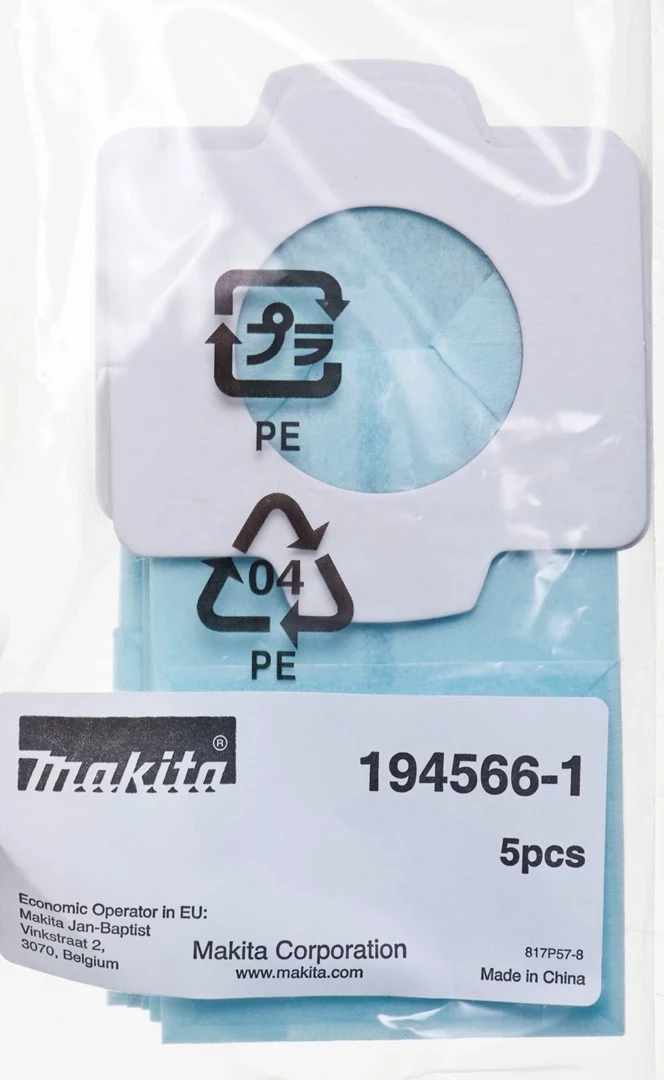 プラ
PE
04
PE
makita®
194566-1
5pcs
Economic Operator in EU:
Makita Jan-Baptist
Vinkstraat 2,
3070, Belgium
Makita Corporation
www.makita.com
817P57-8
Made in China